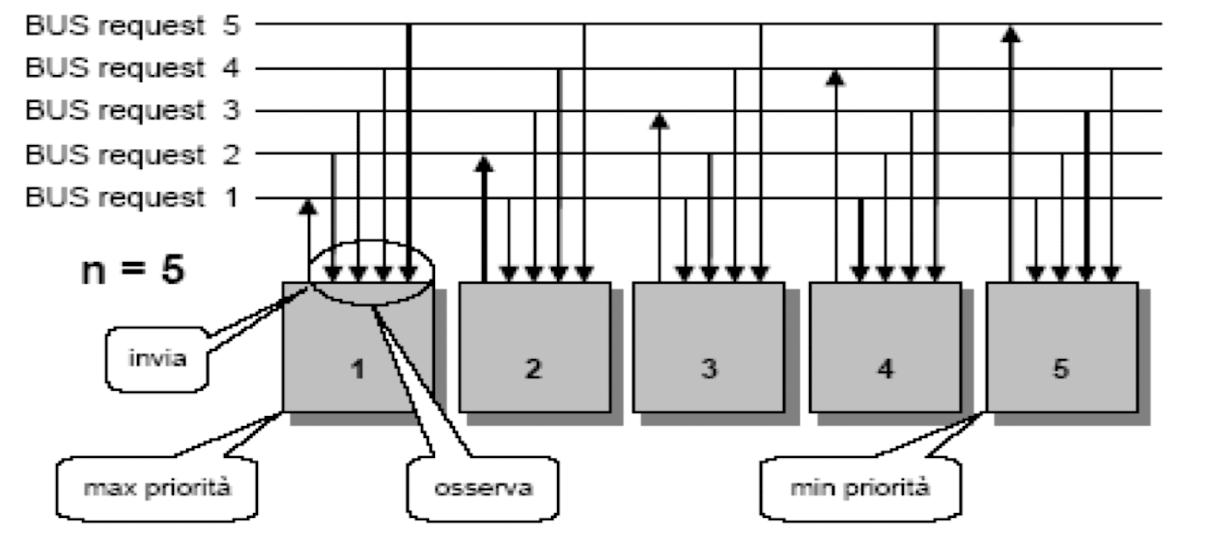 BUS request 5
BUS request 4
BUS request 3
BUS request 2
BUS request 1
n = 5
invia
1
2
3
4
5
max priorità
osserva
min priorità